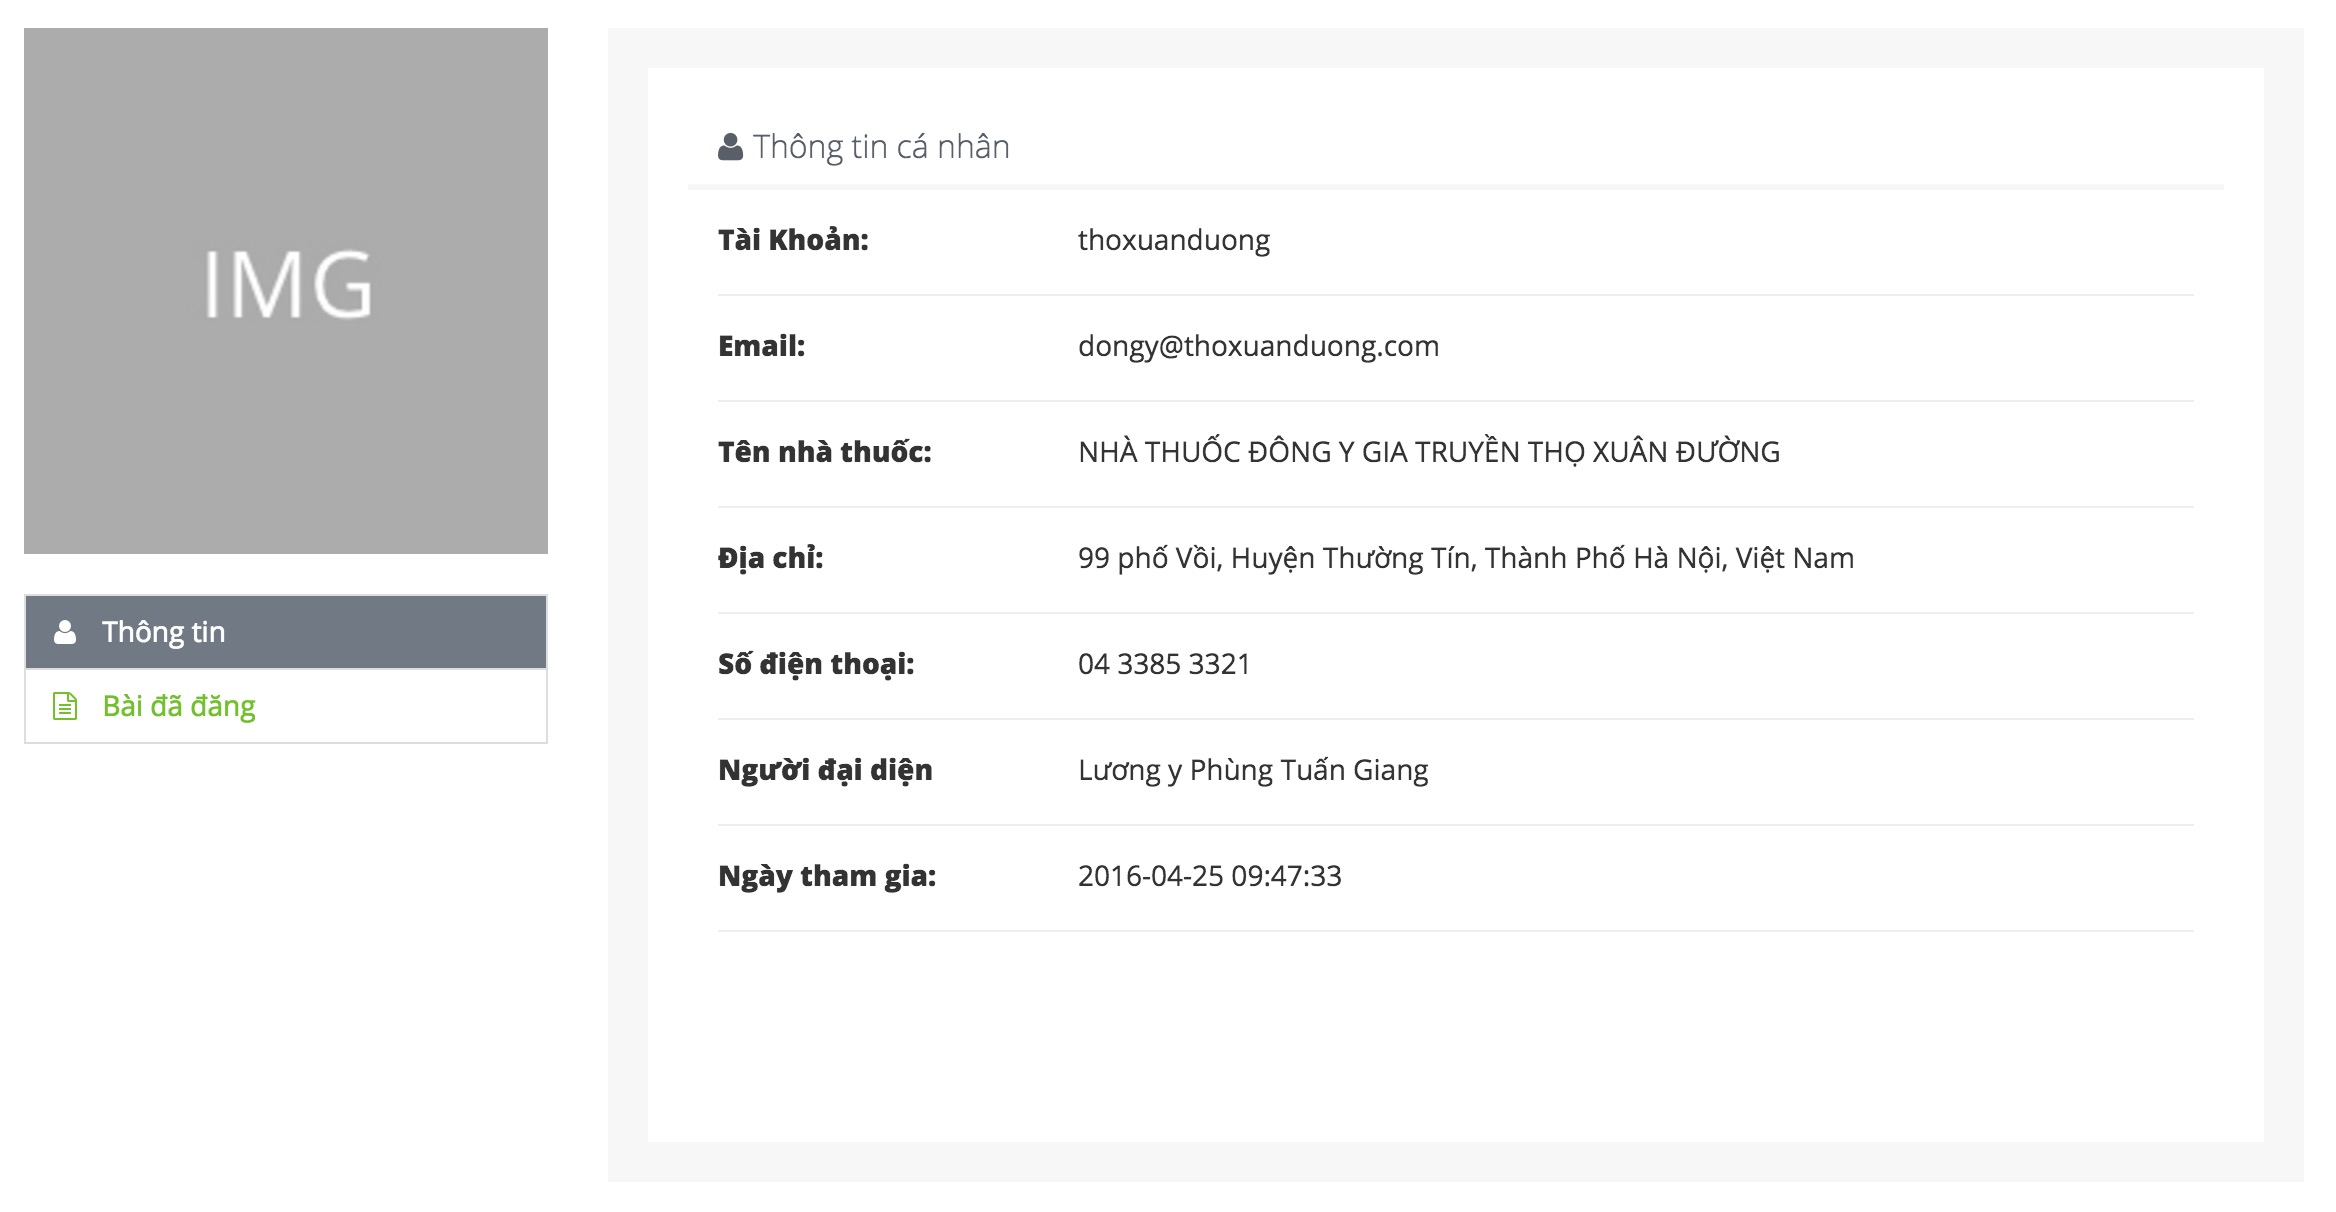 IMG
Thông tin
Bài đã đăng
Thông tin cá nhân
Tài Khoản: thoxuanduong
Email: dongy@thoxuanduong.com
Tên nhà thuốc: NHÀ THUỐC ĐÔNG Y GIA TRUYỀN THỌ XUÂN ĐƯỜNG
Địa chỉ: 99 phố Vồi, Huyện Thường Tín, Thành Phố Hà Nội, Việt Nam
Số điện thoại: 04 3385 3321
Người đại diện Lương y Phùng Tuấn Giang
Ngày tham gia: 2016-04-25 09:47:33